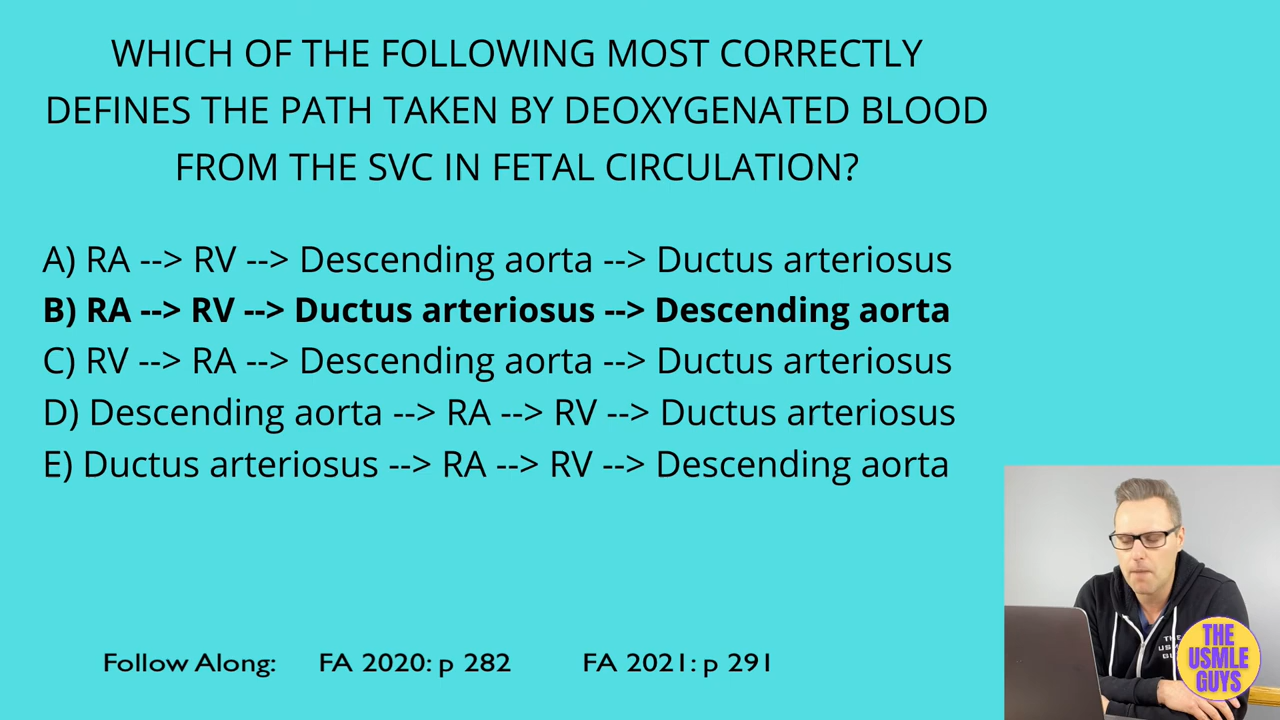 WHICH OF THE FOLLOWING MOST CORRECTLY
DEFINES THE PATH TAKEN BY DEOXYGENATED BLOOD
FROM THE SVC IN FETAL CIRCULATION?
A) RA --> RV --> Descending aorta --> Ductus arteriosus
B) RA --> RV --> Ductus arteriosus --> Descending aorta
C) RV --> RA --> Descending aorta --> Ductus arteriosus
D) Descending aorta --> RA --> RV --> Ductus arteriosus
E) Ductus arteriosus --> RA --> RV --> Descending aorta
Follow Along: FA 2020: p 282 FA 2021: p 291
THE
USMLE
GUYS